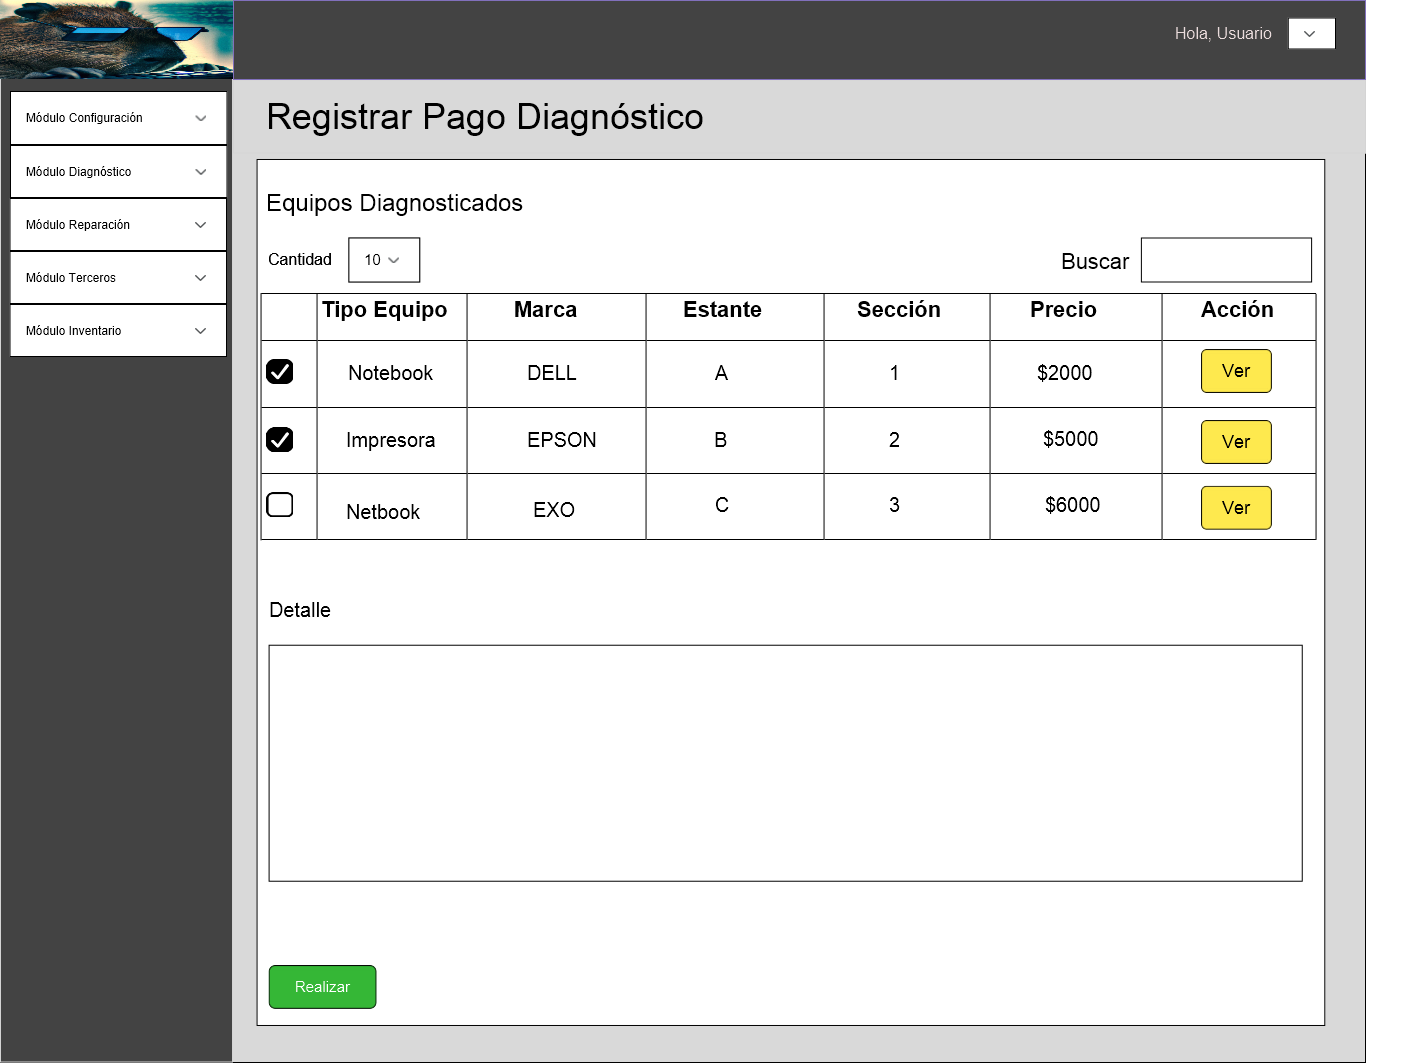 Hola, Usuario
Módulo Configuración
Módulo Diagnóstico
Módulo Reparación
Módulo Terceros
Módulo Inventario
Registrar Pago Diagnóstico
Equipos Diagnosticados
Cantidad 10 Buscar
Tipo Equipo Marca Estante Sección Precio Acción
Notebook DELL A 1 $2000 Ver
Impresora EPSON B 2 $5000 Ver
Netbook EXO C 3 $6000 Ver
Detalle
Realizar